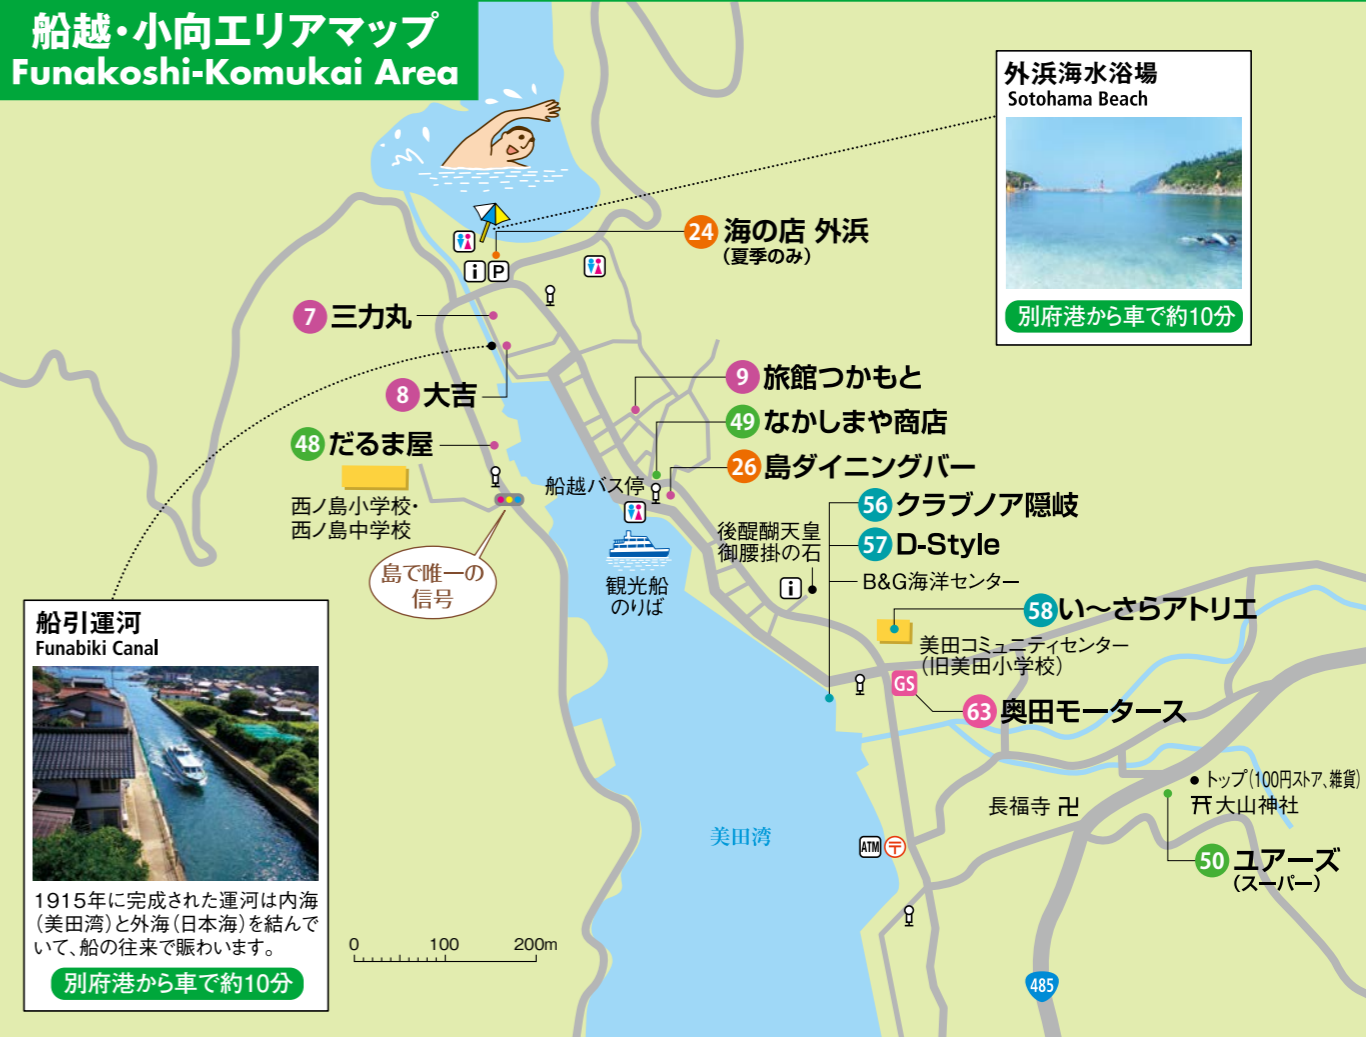 船越・小向エリアマップ
Funakoshi-Komukai Area
外浜海水浴場
Sotohama Beach
別府港から車で約10分
24 海の店 外浜
（夏季のみ）
i P
7 三力丸
8 大吉
48 だるま屋
9 旅館つかもと
49 なかしまや商店
26 島ダイニングバー
船越バス停
西ノ島小学校・
西ノ島中学校
島で唯一の
信号
観光船
のりば
後醍醐天皇
御腰掛の石
i
56 クラブノア隠岐
57 D-Style
B&G海洋センター
58 い〜さらアトリエ
美田コミュニティセンター
（旧美田小学校）
GS
63 奥田モータース
船引運河
Funabiki Canal
1915年に完成された運河は内海
（美田湾）と外海（日本海）を結んで
いて、船の往来で賑わいます。
別府港から車で約10分
0 100 200m
美田湾
ATM 〒
長福寺 卍
トップ（100円ストア、雑貨）
大山神社
50 ユアーズ
（スーパー）
485